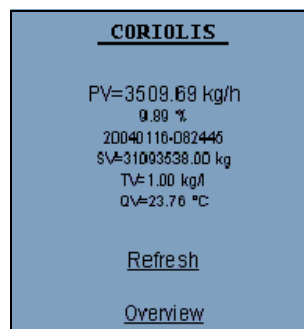 CORIOLIS
PV=3509.69 kg/h
9.89 %
20040116-082445
SV=31093538.00 kg
TV=1.00 kg/l
QV=23.76 °C
Refresh
Overview